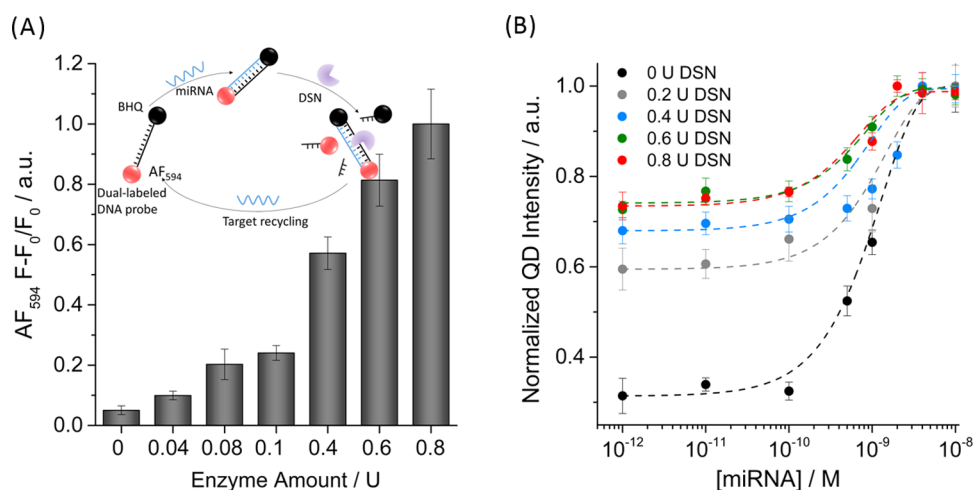 (A)
1.2
1.0
0.8
0.6
0.4
0.2
0.0
AF594 F-F0/F0 / a.u.
miRNA
DSN
BHQ
AF594
Dual-labeled
DNA probe
Target recycling
0 0.04 0.08 0.1 0.4 0.6 0.8
Enzyme Amount / U
(B)
1.0
0.8
0.6
0.4
Normalized QD Intensity / a.u.
0 U DSN
0.2 U DSN
0.4 U DSN
0.6 U DSN
0.8 U DSN
10-12 10-11 10-10 10-9 10-8
[miRNA] / M